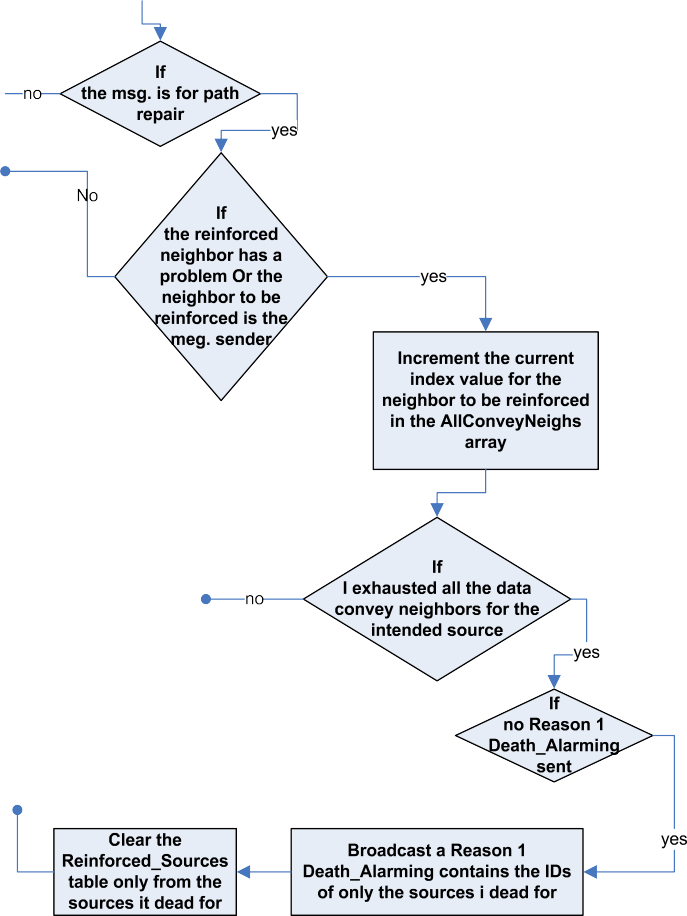 If
the msg. is for path
repair
no
yes
No
If
the reinforced
neighbor has a
problem Or the
neighbor to be
reinforced is the
meg. sender
yes
Increment the current
index value for the
neighbor to be reinforced
in the AllConveyNeighs
array
If
I exhausted all the data
convey neighbors for the
intended source
no
yes
If
no Reason 1
Death_Alarming
sent
yes
Broadcast a Reason 1
Death_Alarming contains the IDs
of only the sources i dead for
Clear the
Reinforced_Sources
table only from the
sources it dead for